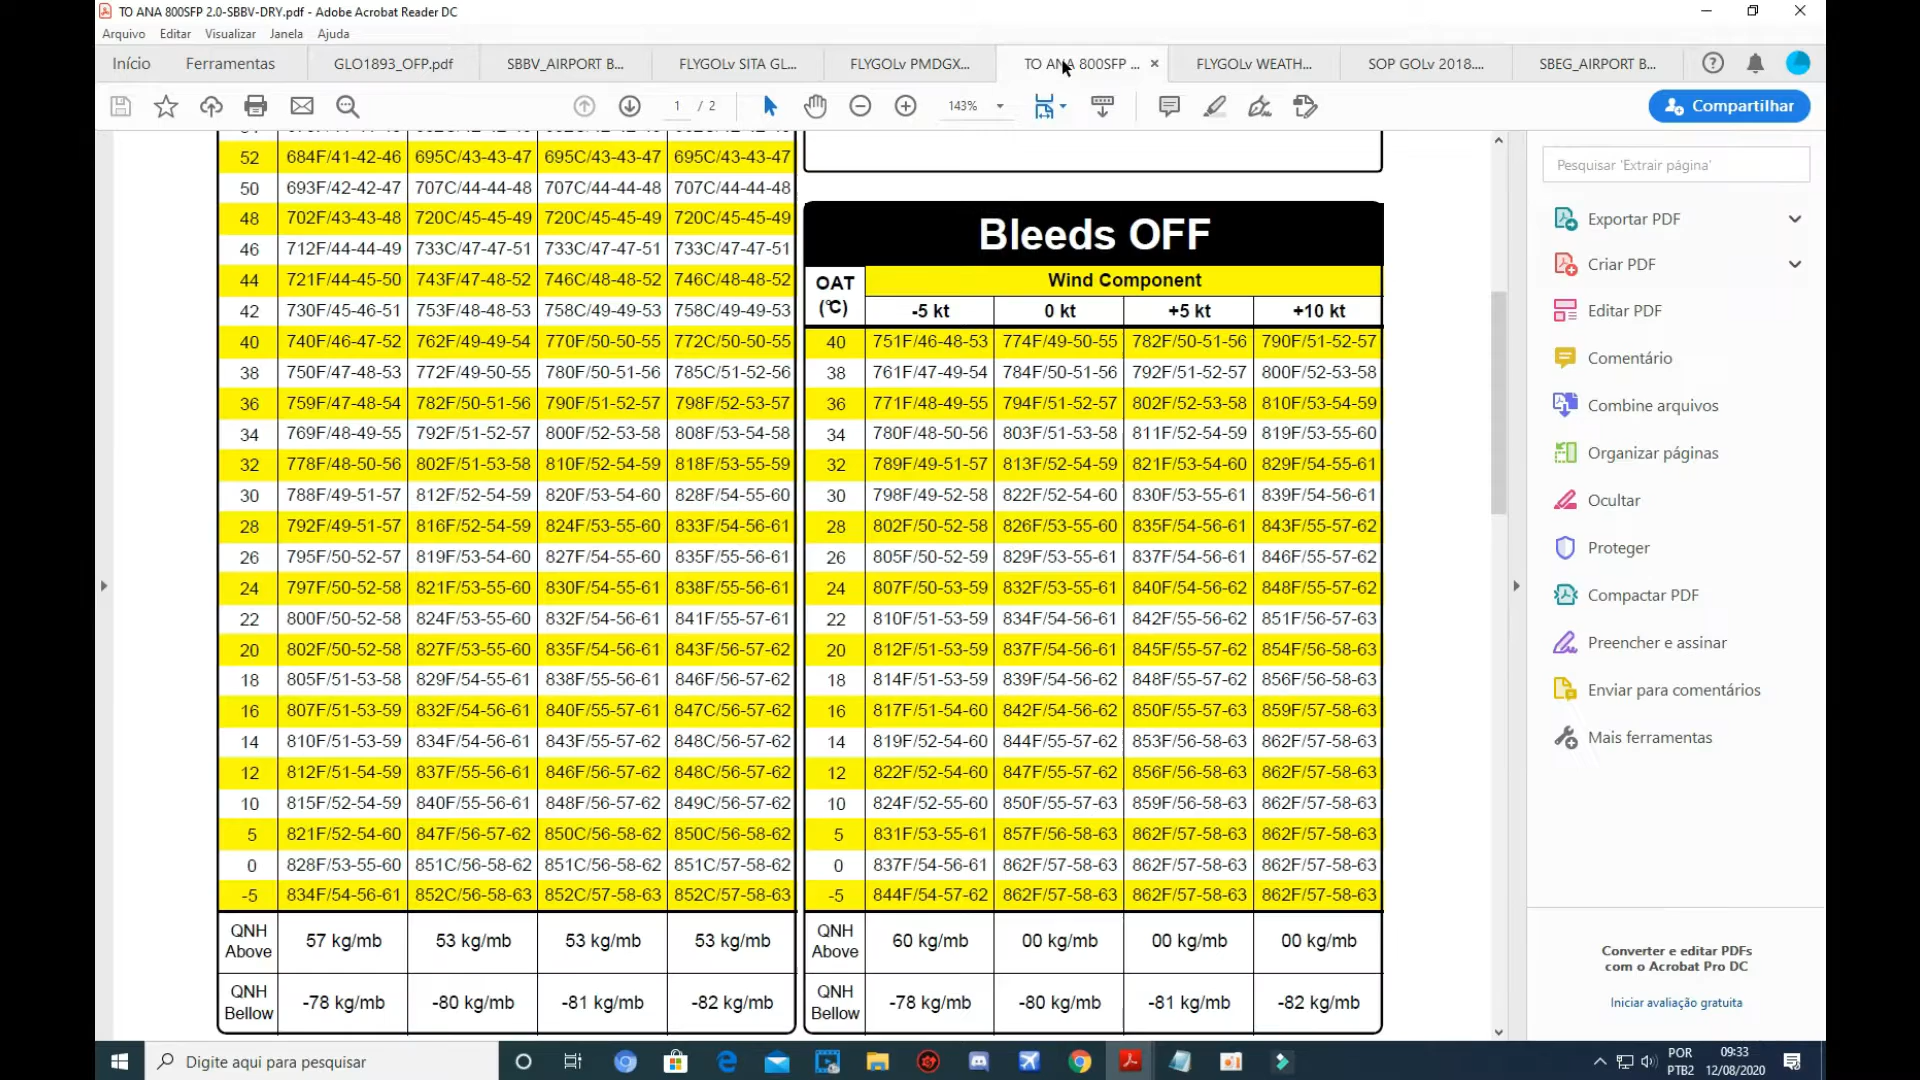 TO ANA 800SFP 2.0-SBBV-DRY.pdf - Adobe Acrobat Reader DC
Arquivo Editar Visualizar Janela Ajuda
Início Ferramentas GLO1893_OFP.pdf SBBV_AIRPORT B... FLYGOLv SITA GL... FLYGOLv PMDGX... TO ANA 800SFP ... FLYGOLv WEATH... SOP GOLv 2018.... SBEG_AIRPORT B...
1 / 2 143% Compartilhar
52 684F/41-42-46 695C/43-43-47 695C/43-43-47 695C/43-43-47
50 693F/42-42-47 707C/44-44-48 707C/44-44-48 707C/44-44-48
48 702F/43-43-48 720C/45-45-49 720C/45-45-49 720C/45-45-49
46 712F/44-44-49 733C/47-47-51 733C/47-47-51 733C/47-47-51
44 721F/44-45-50 743F/47-48-52 746C/48-48-52 746C/48-48-52
42 730F/45-46-51 753F/48-48-53 758C/49-49-53 758C/49-49-53
40 740F/46-47-52 762F/49-49-54 770F/50-50-55 772C/50-50-55
38 750F/47-48-53 772F/49-50-55 780F/50-51-56 785C/51-52-56
36 759F/47-48-54 782F/50-51-56 790F/51-52-57 798F/52-53-57
34 769F/48-49-55 792F/51-52-57 800F/52-53-58 808F/53-54-58
32 778F/48-50-56 802F/51-53-58 810F/52-54-59 818F/53-55-59
30 788F/49-51-57 812F/52-54-59 820F/53-54-60 828F/54-55-60
28 792F/49-51-57 816F/52-54-59 824F/53-55-60 833F/54-56-61
26 795F/50-52-57 819F/53-54-60 827F/54-55-60 835F/55-56-61
24 797F/50-52-58 821F/53-55-60 830F/54-55-61 838F/55-56-61
22 800F/50-52-58 824F/53-55-60 832F/54-56-61 841F/55-57-61
20 802F/50-52-58 827F/53-55-60 835F/54-56-61 843F/56-57-62
18 805F/51-53-58 829F/54-55-61 838F/55-56-61 846F/56-57-62
16 807F/51-53-59 832F/54-56-61 840F/55-57-61 847C/56-57-62
14 810F/51-53-59 834F/54-56-61 843F/55-57-62 848C/56-57-62
12 812F/51-54-59 837F/55-56-61 846F/56-57-62 848C/56-57-62
10 815F/52-54-59 840F/55-56-61 848F/56-57-62 849C/56-57-62
5 821F/52-54-60 847F/56-57-62 850C/56-58-62 850C/56-58-62
0 828F/53-55-60 851C/56-58-62 851C/56-58-62 851C/57-58-62
-5 834F/54-56-61 852C/56-58-63 852C/57-58-63 852C/57-58-63
QNH Above 57 kg/mb 53 kg/mb 53 kg/mb 53 kg/mb
QNH Bellow -78 kg/mb -80 kg/mb -81 kg/mb -82 kg/mb
Bleeds OFF
OAT (°C) Wind Component
-5 kt 0 kt +5 kt +10 kt
40 751F/46-48-53 774F/49-50-55 782F/50-51-56 790F/51-52-57
38 761F/47-49-54 784F/50-51-56 792F/51-52-57 800F/52-53-58
36 771F/48-49-55 794F/51-52-57 802F/52-53-58 810F/53-54-59
34 780F/48-50-56 803F/51-53-58 811F/52-54-59 819F/53-55-60
32 789F/49-51-57 813F/52-54-59 821F/53-54-60 829F/54-55-61
30 798F/49-52-58 822F/52-54-60 830F/53-55-61 839F/54-56-61
28 802F/50-52-58 826F/53-55-60 835F/54-56-61 843F/55-57-62
26 805F/50-52-59 829F/53-55-61 837F/54-56-61 846F/55-57-62
24 807F/50-53-59 832F/53-55-61 840F/54-56-62 848F/55-57-62
22 810F/51-53-59 834F/54-56-61 842F/55-56-62 851F/56-57-63
20 812F/51-53-59 837F/54-56-61 845F/55-57-62 854F/56-58-63
18 814F/51-53-59 839F/54-56-62 848F/55-57-62 856F/56-58-63
16 817F/51-54-60 842F/54-56-62 850F/55-57-63 859F/57-58-63
14 819F/52-54-60 844F/55-57-62 853F/56-58-63 862F/57-58-63
12 822F/52-54-60 847F/55-57-62 856F/56-58-63 862F/57-58-63
10 824F/52-55-60 850F/55-57-63 859F/56-58-63 862F/57-58-63
5 831F/53-55-61 857F/56-58-63 862F/57-58-63 862F/57-58-63
0 837F/54-56-61 862F/57-58-63 862F/57-58-63 862F/57-58-63
-5 844F/54-57-62 862F/57-58-63 862F/57-58-63 862F/57-58-63
QNH Above 60 kg/mb 00 kg/mb 00 kg/mb 00 kg/mb
QNH Bellow -78 kg/mb -80 kg/mb -81 kg/mb -82 kg/mb
Pesquisar 'Extrair página'
Exportar PDF
Criar PDF
Editar PDF
Comentário
Combine arquivos
Organizar páginas
Ocultar
Proteger
Compactar PDF
Preencher e assinar
Enviar para comentários
Mais ferramentas
Converter e editar PDFs
com o Acrobat Pro DC
Iniciar avaliação gratuita
Digite aqui para pesquisar
POR
PTB2
09:33
12/08/2020